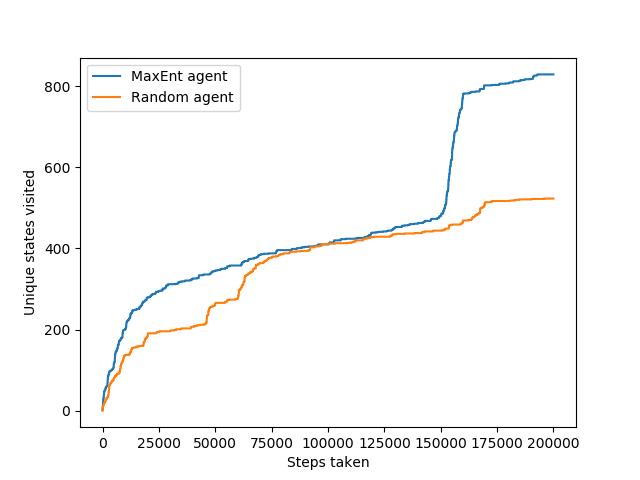 MaxEnt agent
Random agent
800
600
400
200
0
Unique states visited
0 25000 50000 75000 100000 125000 150000 175000 200000
Steps taken